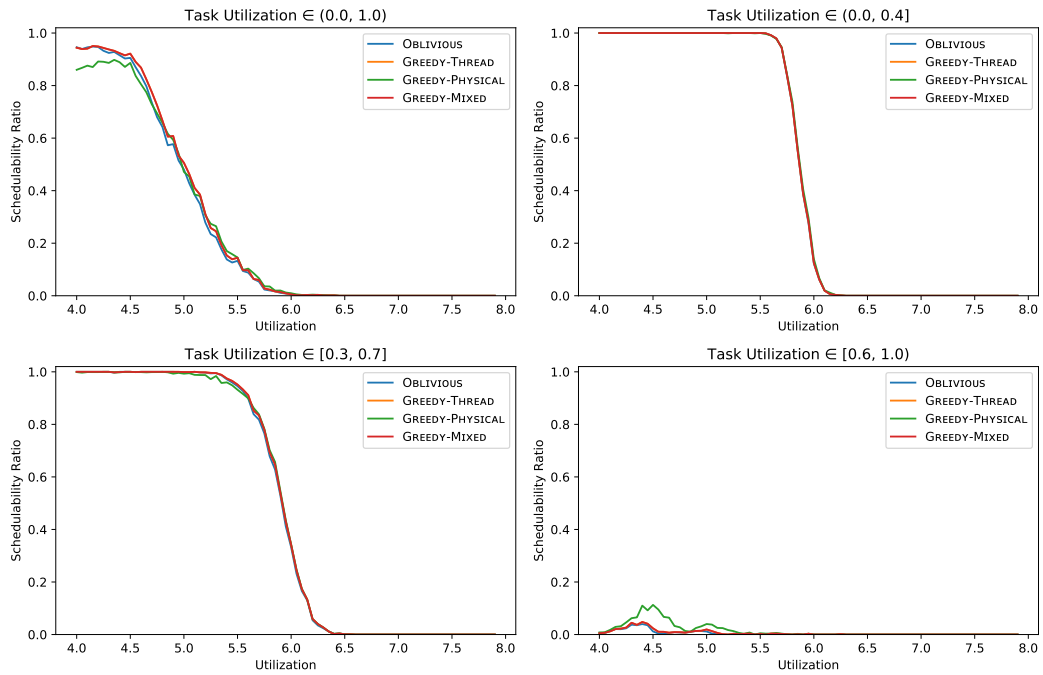 Task Utilization ∈ (0.0, 1.0)
1.0
0.8
0.6
0.4
0.2
0.0
Schedulability Ratio
OBLIVIOUS
GREEDY-THREAD
GREEDY-PHYSICAL
GREEDY-MIXED
4.0 4.5 5.0 5.5 6.0 6.5 7.0 7.5 8.0
Utilization
Task Utilization ∈ (0.0, 0.4]
1.0
0.8
0.6
0.4
0.2
0.0
Schedulability Ratio
OBLIVIOUS
GREEDY-THREAD
GREEDY-PHYSICAL
GREEDY-MIXED
4.0 4.5 5.0 5.5 6.0 6.5 7.0 7.5 8.0
Utilization
Task Utilization ∈ [0.3, 0.7]
1.0
0.8
0.6
0.4
0.2
0.0
Schedulability Ratio
OBLIVIOUS
GREEDY-THREAD
GREEDY-PHYSICAL
GREEDY-MIXED
4.0 4.5 5.0 5.5 6.0 6.5 7.0 7.5 8.0
Utilization
Task Utilization ∈ [0.6, 1.0)
1.0
0.8
0.6
0.4
0.2
0.0
Schedulability Ratio
OBLIVIOUS
GREEDY-THREAD
GREEDY-PHYSICAL
GREEDY-MIXED
4.0 4.5 5.0 5.5 6.0 6.5 7.0 7.5 8.0
Utilization